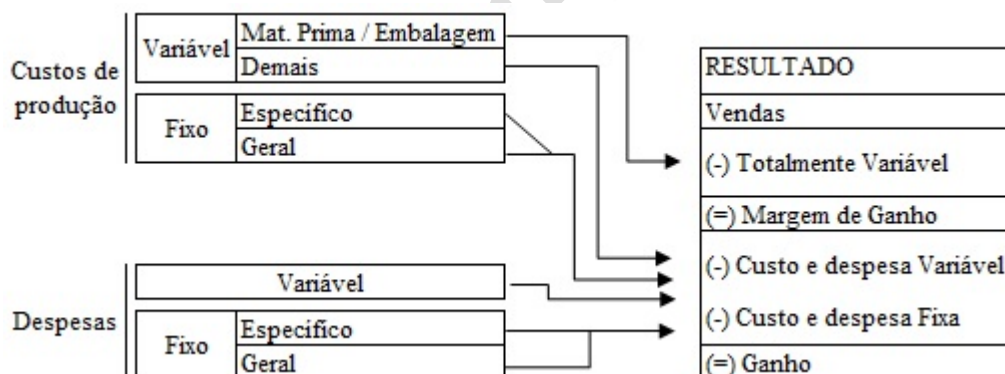 Custos de
produção
Variável
Mat. Prima / Embalagem
Demais
Fixo
Específico
Geral
Despesas
Variável
Fixo
Específico
Geral
RESULTADO
Vendas
(-) Totalmente Variável
(=) Margem de Ganho
(-) Custo e despesa Variável
(-) Custo e despesa Fixa
(=) Ganho